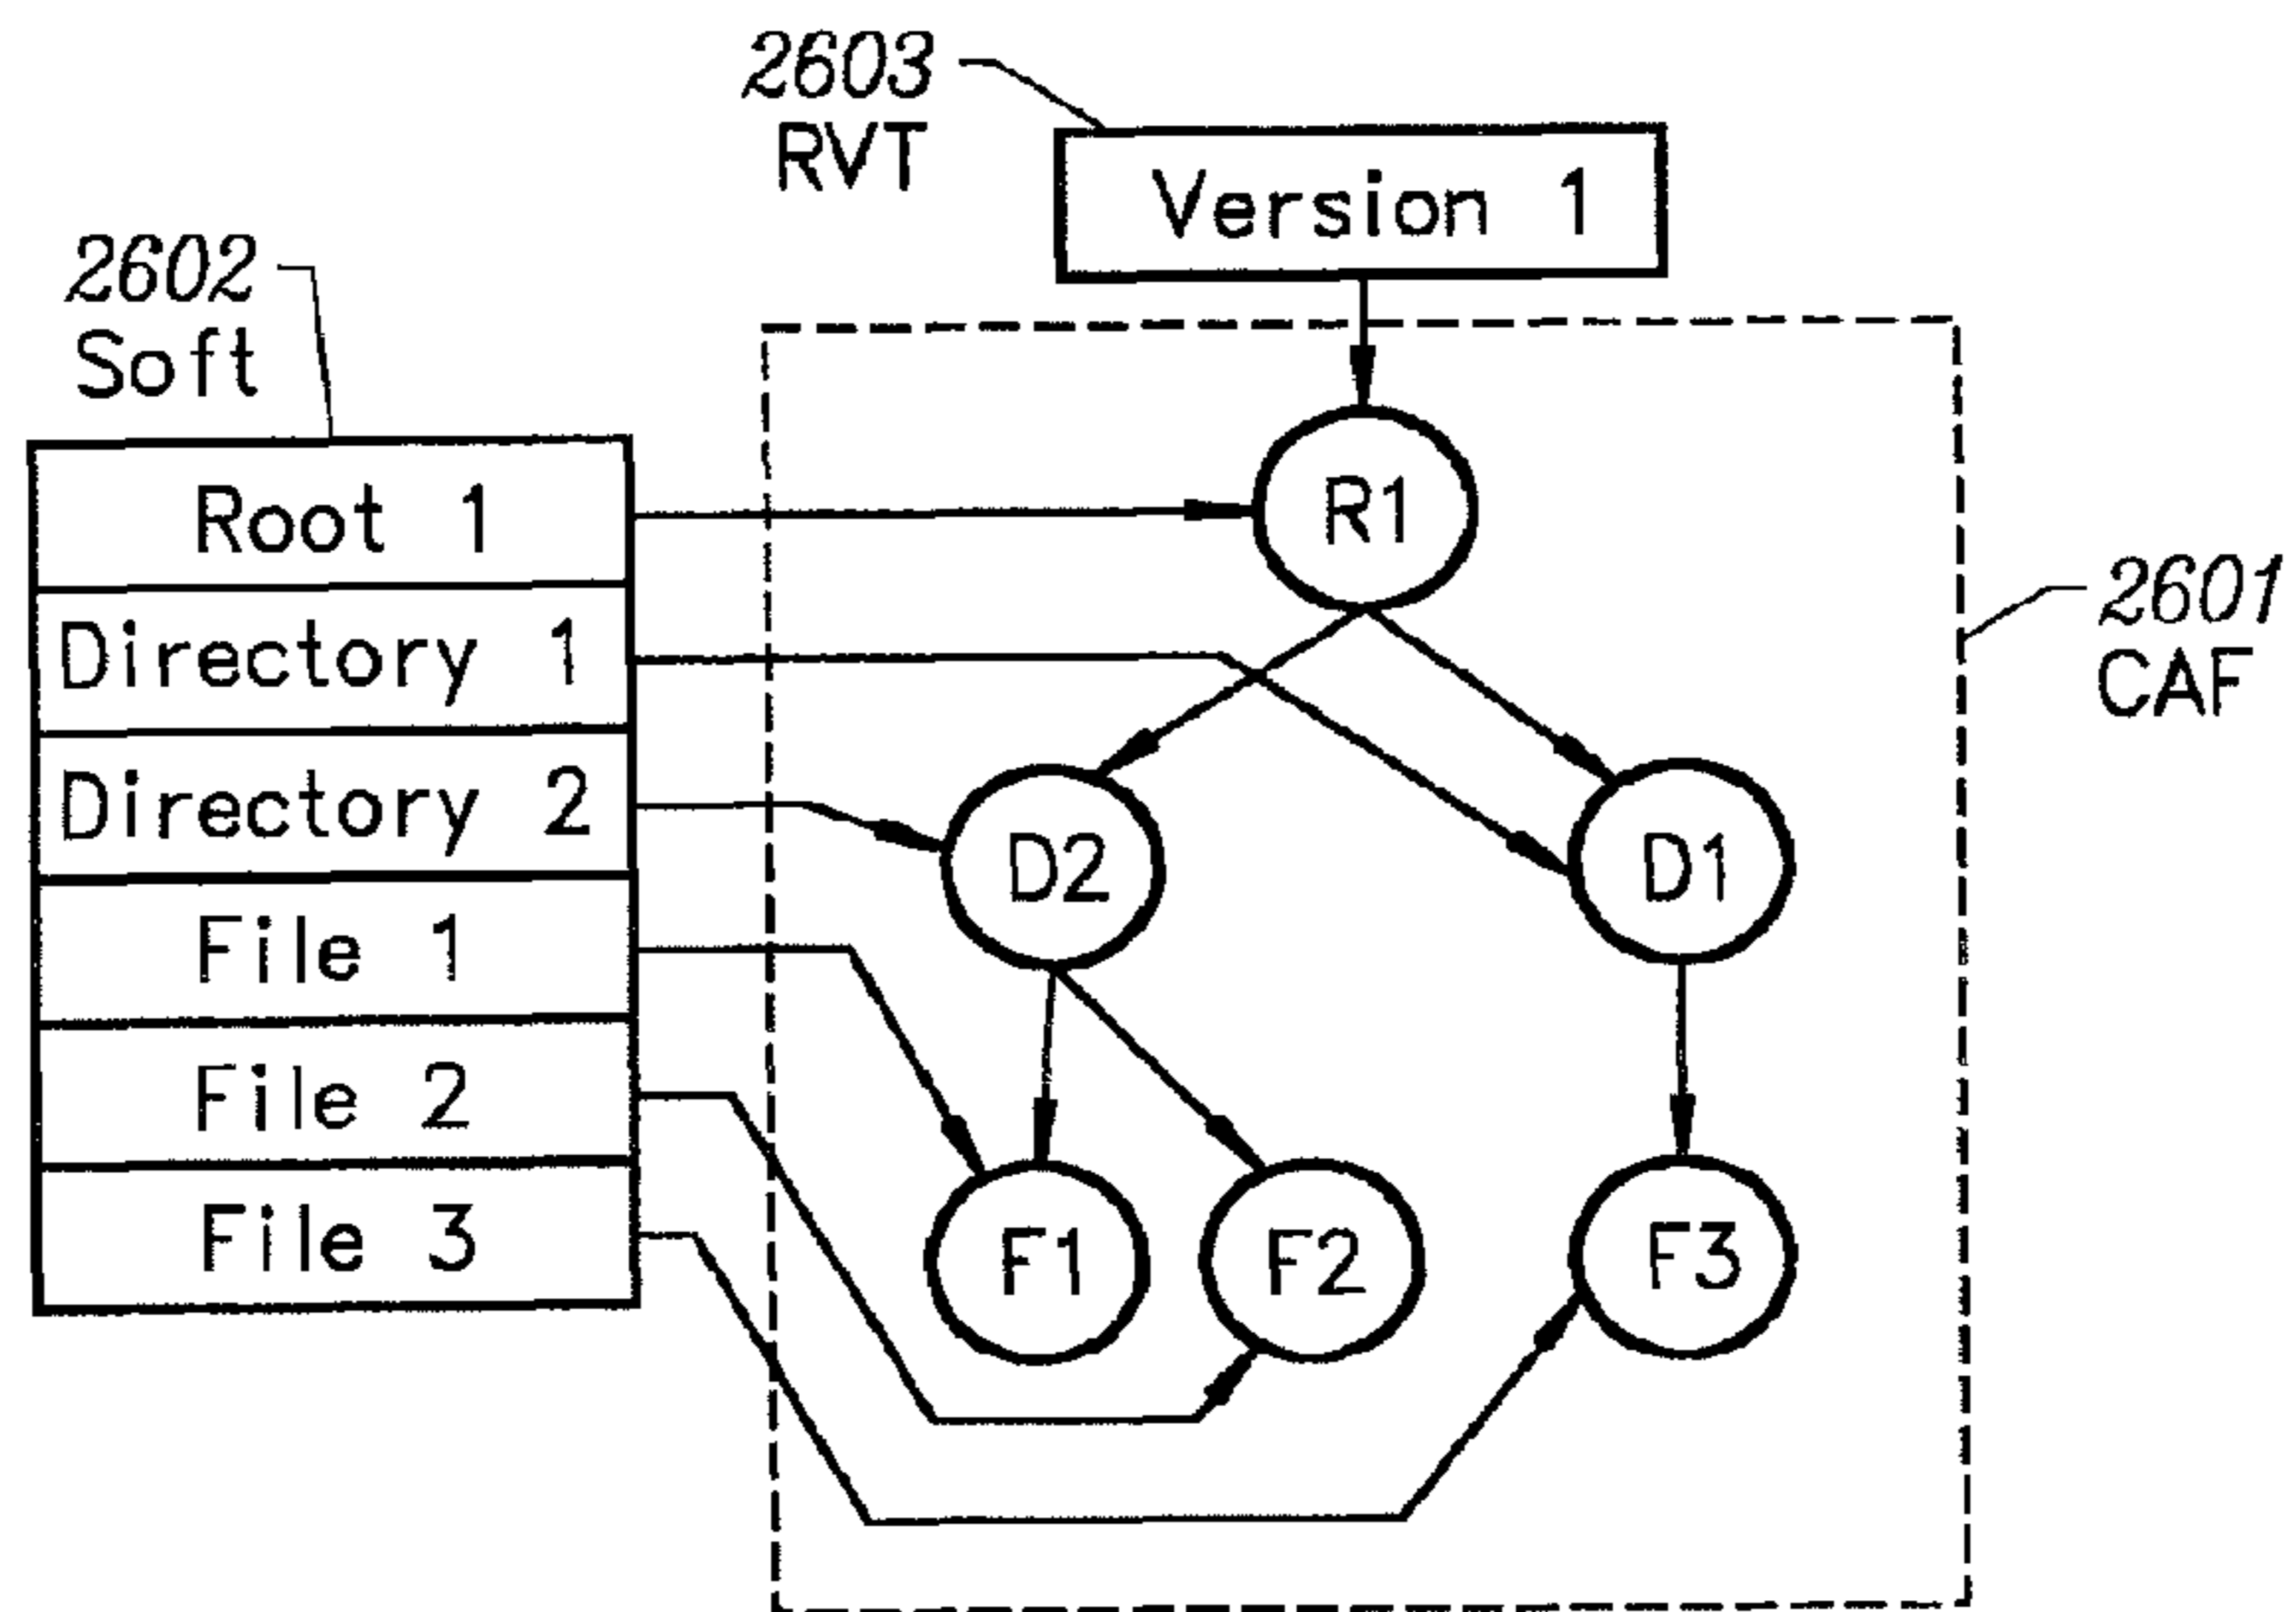 2603
RVT
Version 1
2602
Soft
Root 1
Directory 1
Directory 2
File 1
File 2
File 3
R1
D2
D1
F1
F2
F3
2601
CAF